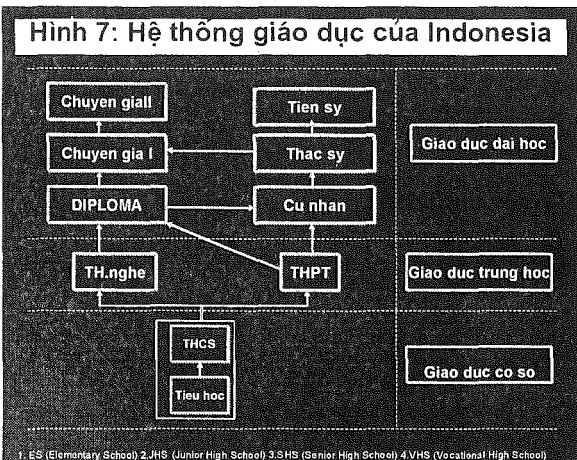 Hình 7: Hệ thống giáo dục của Indonesia
Chuyen giaII
Tien sy
Chuyen gia I
Thac sy
Giao duc dai hoc
DIPLOMA
Cu nhan
TH.nghe
THPT
Giao duc trung hoc
THCS
Tieu hoc
Giao duc co so
1. ES (Elementary School) 2.JHS (Junior High School) 3.SHS (Senior High School) 4.VHS (Vocational High School)